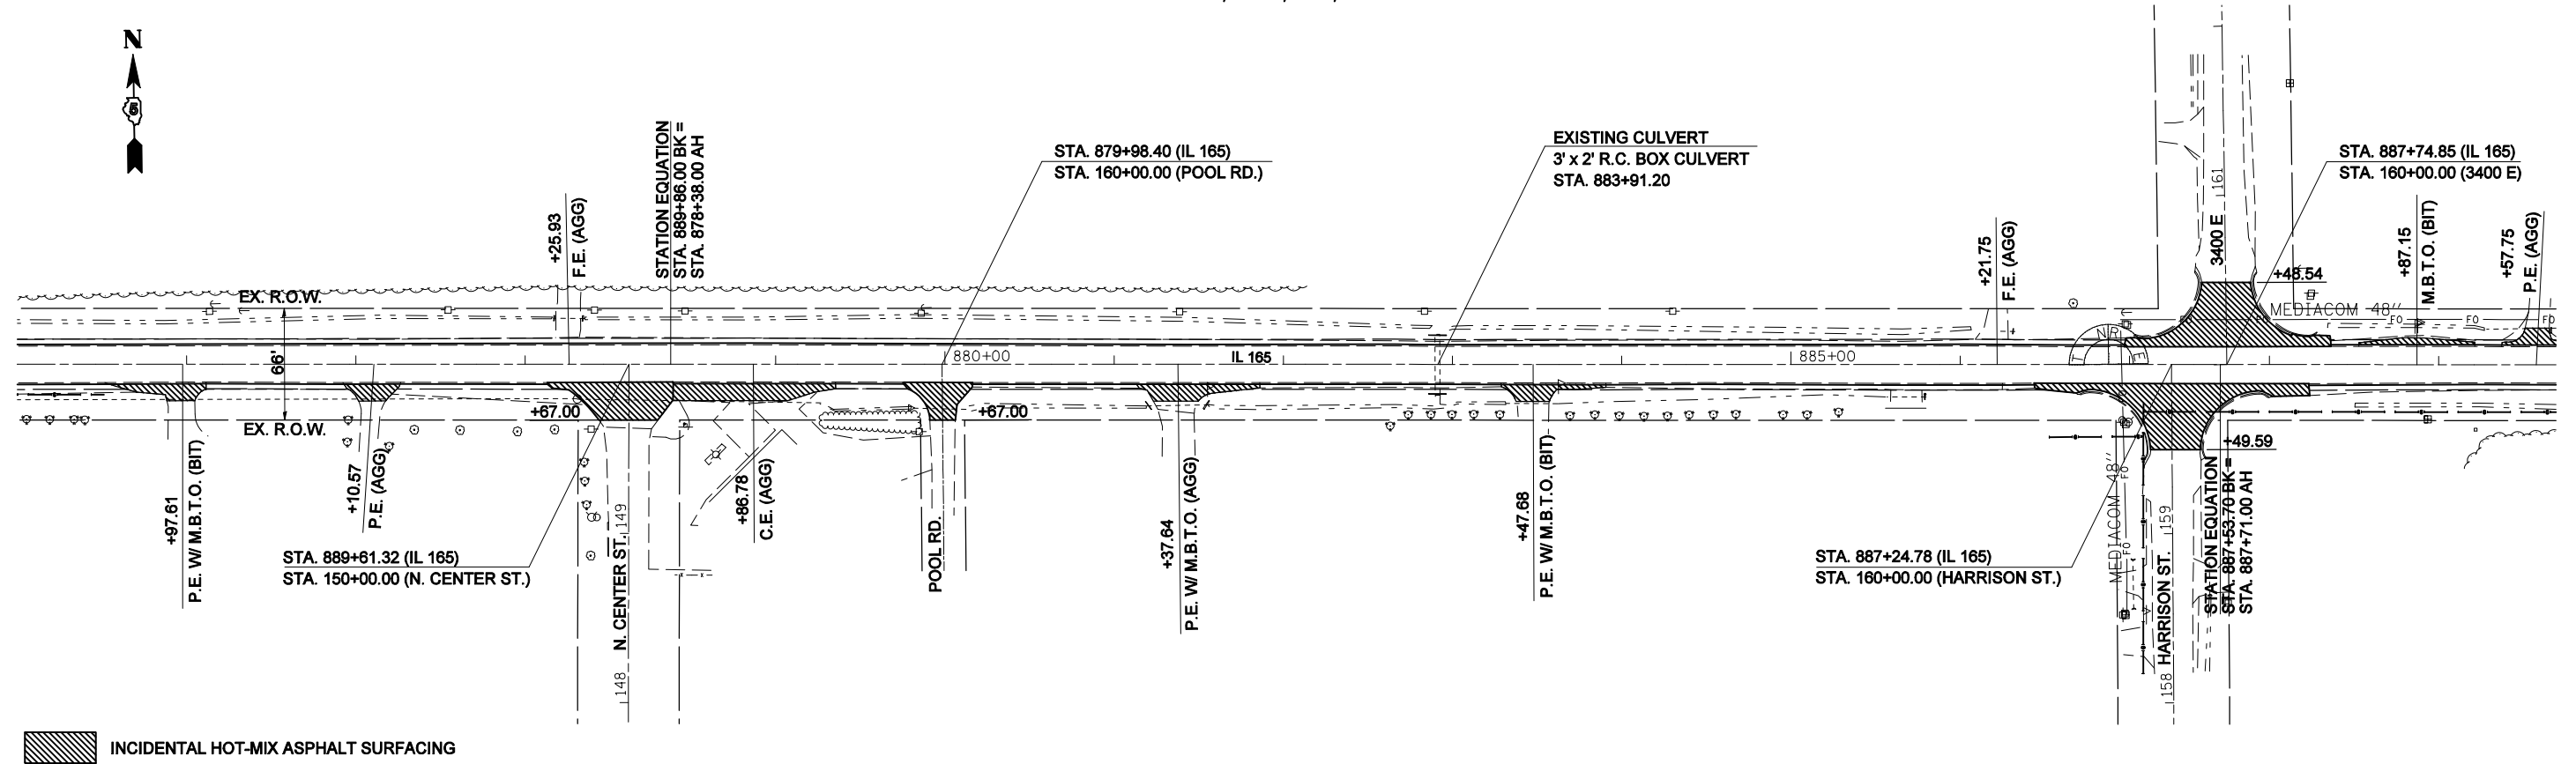 N
5
EX. R.O.W.
66'
EX. R.O.W.
+97.61
P.E. W/ M.B.T.O. (BIT)
+10.57
P.E. (AGG)
+25.93
F.E. (AGG)
STATION EQUATION
STA. 889+86.00 BK =
STA. 878+38.00 AH
+67.00
STA. 889+61.32 (IL 165)
STA. 150+00.00 (N. CENTER ST.)
N. CENTER ST.
149
148
+86.78
C.E. (AGG)
STA. 879+98.40 (IL 165)
STA. 160+00.00 (POOL RD.)
880+00
+67.00
POOL RD.
+37.64
P.E. W/ M.B.T.O. (AGG)
IL 165
EXISTING CULVERT
3' x 2' R.C. BOX CULVERT
STA. 883+91.20
+47.68
P.E. W/ M.B.T.O. (BIT)
885+00
+21.75
F.E. (AGG)
STA. 887+24.78 (IL 165)
STA. 160+00.00 (HARRISON ST.)
MEDIACOM 48''
FO
FO
HARRISON ST.
159
158
STATION EQUATION
STA. 887+53.70 BK =
STA. 887+71.00 AH
+49.59
3400 E
161
+48.54
STA. 887+74.85 (IL 165)
STA. 160+00.00 (3400 E)
MEDIACOM 48''
FO
FO
FO
+87.15
M.B.T.O. (BIT)
+57.75
P.E. (AGG)
INCIDENTAL HOT-MIX ASPHALT SURFACING